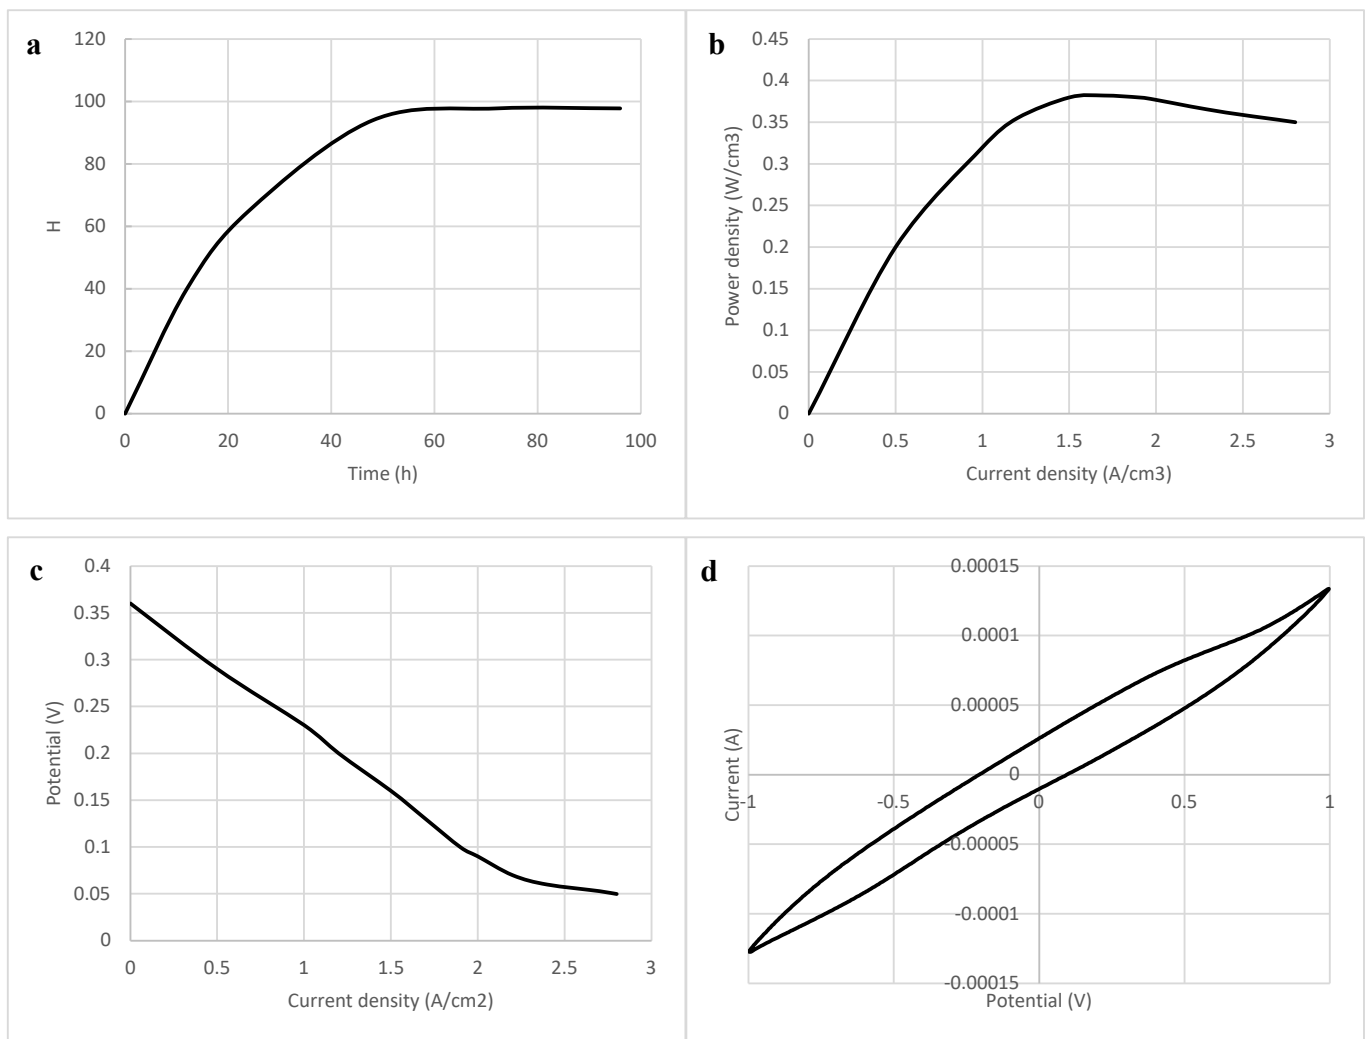 a
120
100
80
60
40
20
0
H
0 20 40 60 80 100
Time (h)
b
0.45
0.4
0.35
0.3
0.25
0.2
0.15
0.1
0.05
0
Power density (W/cm3)
0 0.5 1 1.5 2 2.5 3
Current density (A/cm3)
c
0.4
0.35
0.3
0.25
0.2
0.15
0.1
0.05
0
Potential (V)
0 0.5 1 1.5 2 2.5 3
Current density (A/cm2)
d
0.00015
0.0001
0.00005
0
-1 -0.5 0 0.5 1
-0.00005
-0.0001
-0.00015
Current (A)
Potential (V)